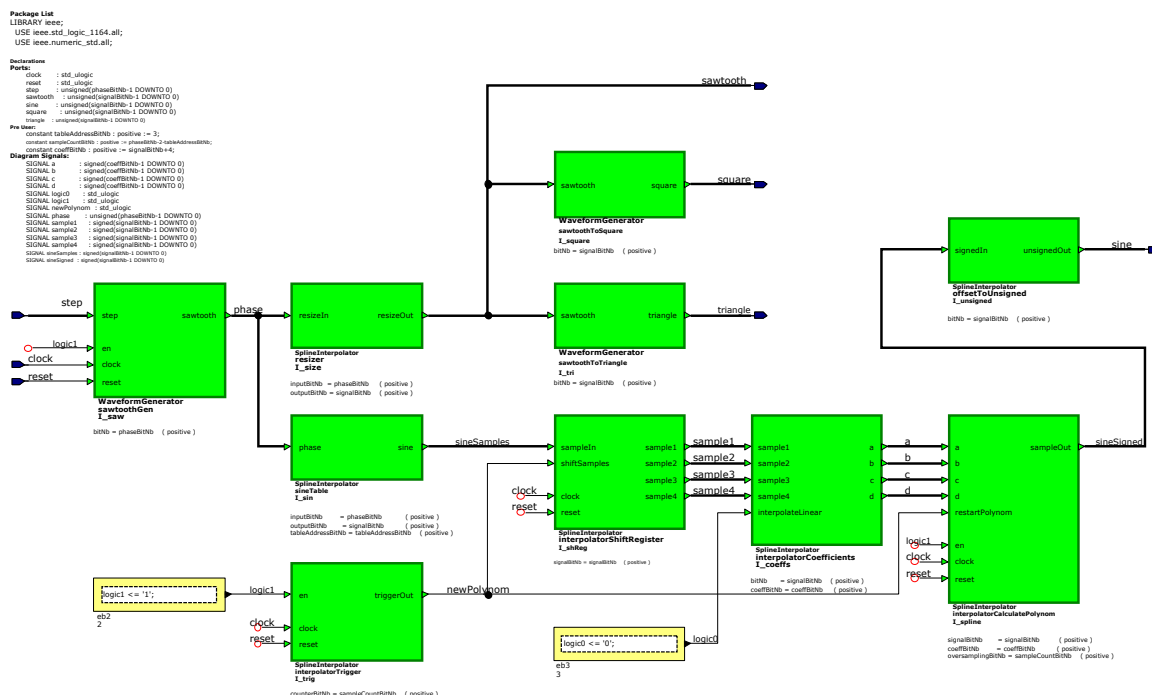 Package List
LIBRARY ieee;
USE ieee.std_logic_1164.all;
USE ieee.numeric_std.all;
Declarations
Ports:
clock : std_ulogic
reset : std_ulogic
step : unsigned(phaseBitNb-1 DOWNTO 0)
sawtooth : unsigned(signalBitNb-1 DOWNTO 0)
sine : unsigned(signalBitNb-1 DOWNTO 0)
square : unsigned(signalBitNb-1 DOWNTO 0)
triangle : unsigned(signalBitNb-1 DOWNTO 0)
Pre User:
constant tableAddressBitNb : positive := 3;
constant sampleCountBitNb : positive := phaseBitNb-2-tableAddressBitNb;
constant coeffBitNb : positive := signalBitNb+4;
Diagram Signals:
SIGNAL a : signed(coeffBitNb-1 DOWNTO 0)
SIGNAL b : signed(coeffBitNb-1 DOWNTO 0)
SIGNAL c : signed(coeffBitNb-1 DOWNTO 0)
SIGNAL d : signed(coeffBitNb-1 DOWNTO 0)
SIGNAL logic0 : std_ulogic
SIGNAL logic1 : std_ulogic
SIGNAL newPolynom : std_ulogic
SIGNAL phase : unsigned(phaseBitNb-1 DOWNTO 0)
SIGNAL sample1 : signed(signalBitNb-1 DOWNTO 0)
SIGNAL sample2 : signed(signalBitNb-1 DOWNTO 0)
SIGNAL sample3 : signed(signalBitNb-1 DOWNTO 0)
SIGNAL sample4 : signed(signalBitNb-1 DOWNTO 0)
SIGNAL sineSamples : signed(signalBitNb-1 DOWNTO 0)
SIGNAL sineSigned : signed(signalBitNb-1 DOWNTO 0)
sawtooth
sawtooth square
square
WaveformGenerator
sawtoothToSquare
I_square
bitNb = signalBitNb ( positive )
signedIn unsignedOut
sine
SplineInterpolator
offsetToUnsigned
I_unsigned
bitNb = signalBitNb ( positive )
step
step sawtooth
logic1
en
clock
clock
reset
reset
phase
WaveformGenerator
sawtoothGen
I_saw
bitNb = phaseBitNb ( positive )
resizeIn resizeOut
SplineInterpolator
resizer
I_size
inputBitNb = phaseBitNb ( positive )
outputBitNb = signalBitNb ( positive )
sawtooth triangle
triangle
WaveformGenerator
sawtoothToTriangle
I_tri
bitNb = signalBitNb ( positive )
phase sine
sineSamples
SplineInterpolator
sineTable
I_sin
inputBitNb = phaseBitNb ( positive )
outputBitNb = signalBitNb ( positive )
tableAddressBitNb = tableAddressBitNb ( positive )
sampleIn sample1
shiftSamples sample2
sample3
clock
clock sample4
reset
reset
sample1
sample2
sample3
sample4
SplineInterpolator
interpolatorShiftRegister
I_shReg
signalBitNb = signalBitNb ( positive )
sample1 a
sample2 b
sample3 c
sample4 d
interpolateLinear
a
b
c
d
SplineInterpolator
interpolatorCoefficients
I_coeffs
bitNb = signalBitNb ( positive )
coeffBitNb = coeffBitNb ( positive )
a sampleOut
b
c
d
restartPolynom
logic1
en
clock
clock
reset
reset
sineSigned
SplineInterpolator
interpolatorCalculatePolynom
I_spline
signalBitNb = signalBitNb ( positive )
coeffBitNb = coeffBitNb ( positive )
oversamplingBitNb = sampleCountBitNb ( positive )
logic1 <= '1';
eb2
2
logic1
en triggerOut
clock
clock
reset
reset
newPolynom
SplineInterpolator
interpolatorTrigger
I_trig
counterBitNb = sampleCountBitNb ( positive )
logic0 <= '0';
logic0
eb3
3